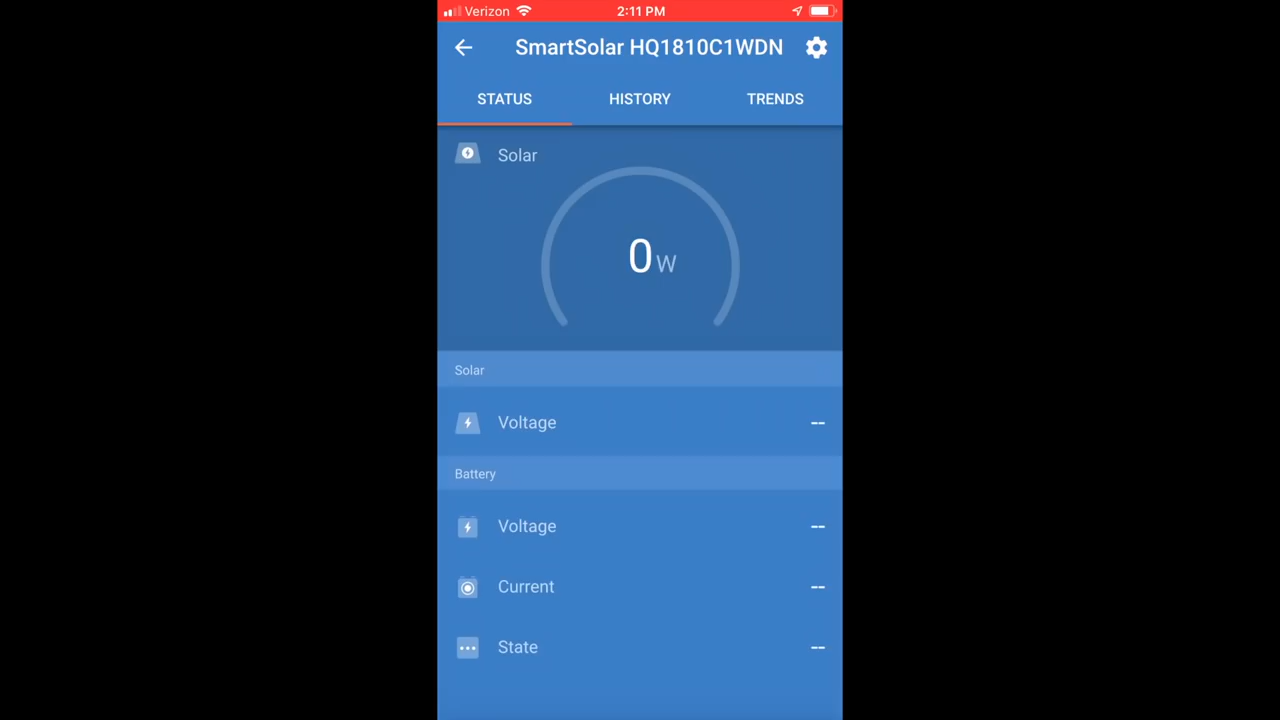 Verizon 2:11 PM
SmartSolar HQ1810C1WDN
STATUS HISTORY TRENDS
Solar
0 W
Solar
Voltage --
Battery
Voltage --
Current --
State --